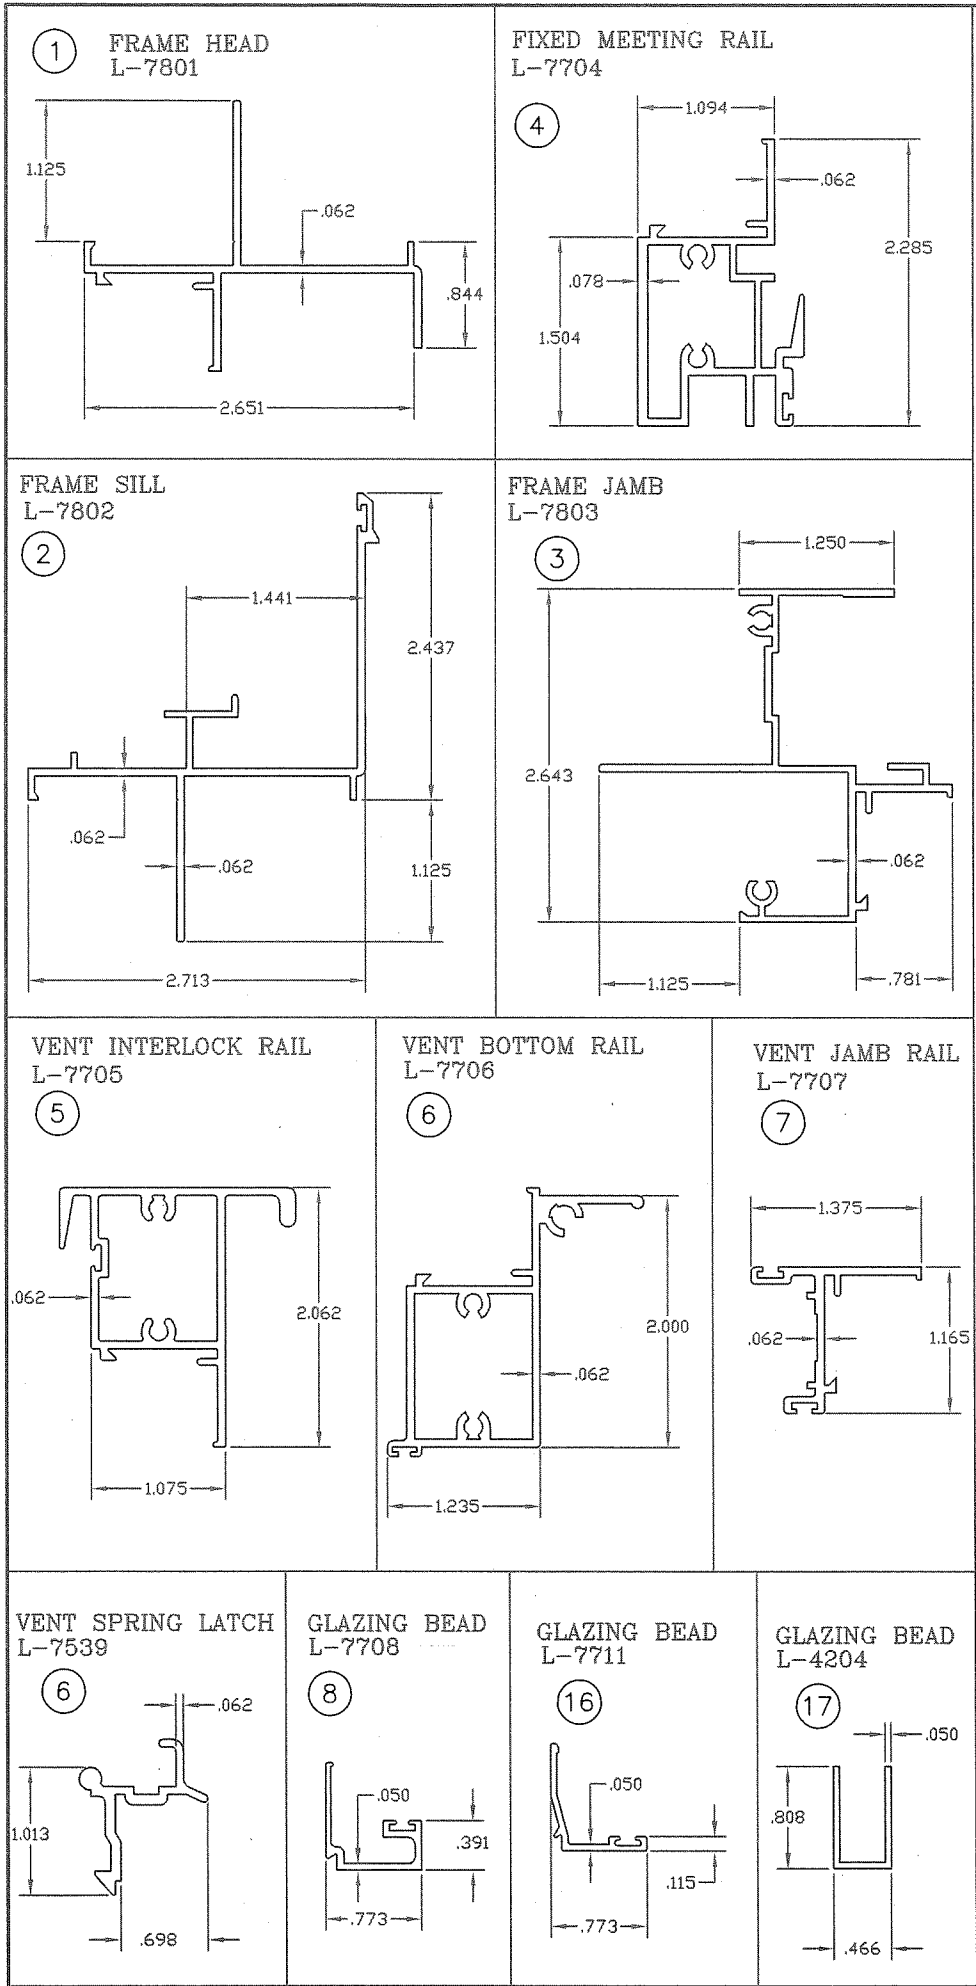 1
FRAME HEAD
L-7801
1.125
.062
.844
2.651
FIXED MEETING RAIL
L-7704
4
1.094
.062
2.285
.078
1.504
FRAME SILL
L-7802
2
1.441
2.437
.062
.062
1.125
2.713
FRAME JAMB
L-7803
3
1.250
2.643
.062
1.125
.781
VENT INTERLOCK RAIL
L-7705
5
.062
2.062
1.075
VENT BOTTOM RAIL
L-7706
6
2.000
.062
1.235
VENT JAMB RAIL
L-7707
7
1.375
.062
1.165
VENT SPRING LATCH
L-7539
6
.062
1.013
.698
GLAZING BEAD
L-7708
8
.050
.391
.773
GLAZING BEAD
L-7711
16
.050
.115
.773
GLAZING BEAD
L-4204
17
.050
.808
.466